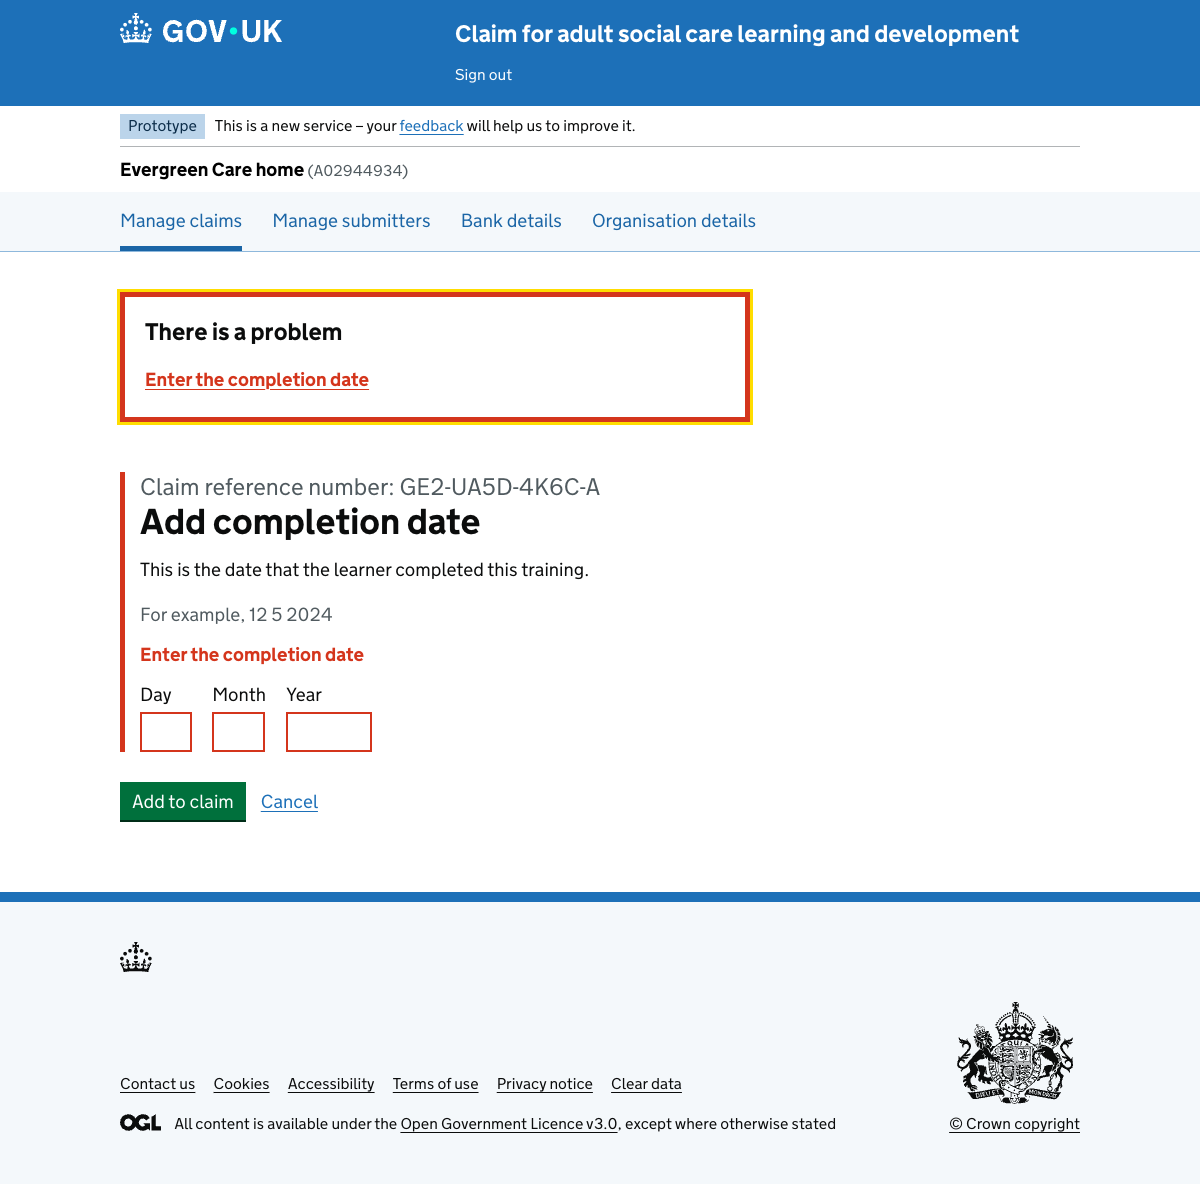 GOV•UK
Claim for adult social care learning and development
Sign out
Prototype This is a new service – your feedback will help us to improve it.
Evergreen Care home (A02944934)
Manage claims Manage submitters Bank details Organisation details
There is a problem
Enter the completion date
Claim reference number: GE2-UA5D-4K6C-A
Add completion date
This is the date that the learner completed this training.
For example, 12 5 2024
Enter the completion date
Day Month Year
Add to claim Cancel
Contact us Cookies Accessibility Terms of use Privacy notice Clear data
OGL All content is available under the Open Government Licence v3.0, except where otherwise stated
© Crown copyright